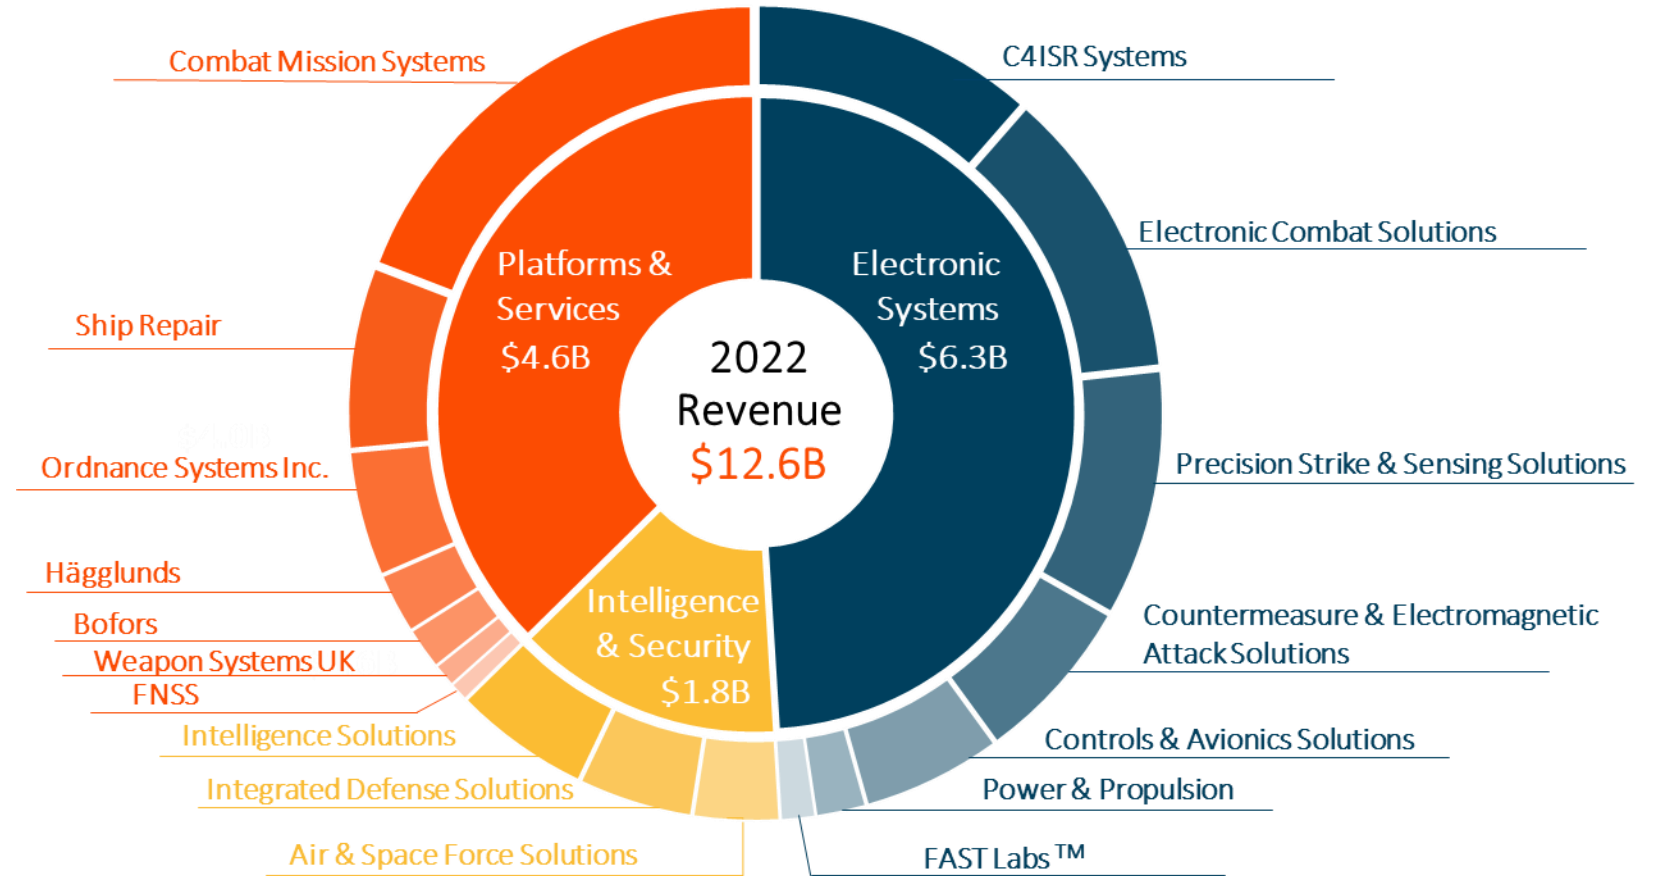 Combat Mission Systems
C4ISR Systems
Electronic Combat Solutions
Platforms &
Services
$4.6B
Electronic
Systems
$6.3B
Ship Repair
2022
Revenue
$12.6B
Ordnance Systems Inc.
Precision Strike & Sensing Solutions
Hägglunds
Bofors
Weapon Systems UK
FNSS
Intelligence
& Security
$1.8B
Countermeasure & Electromagnetic
Attack Solutions
Intelligence Solutions
Controls & Avionics Solutions
Integrated Defense Solutions
Power & Propulsion
Air & Space Force Solutions
FAST Labs™